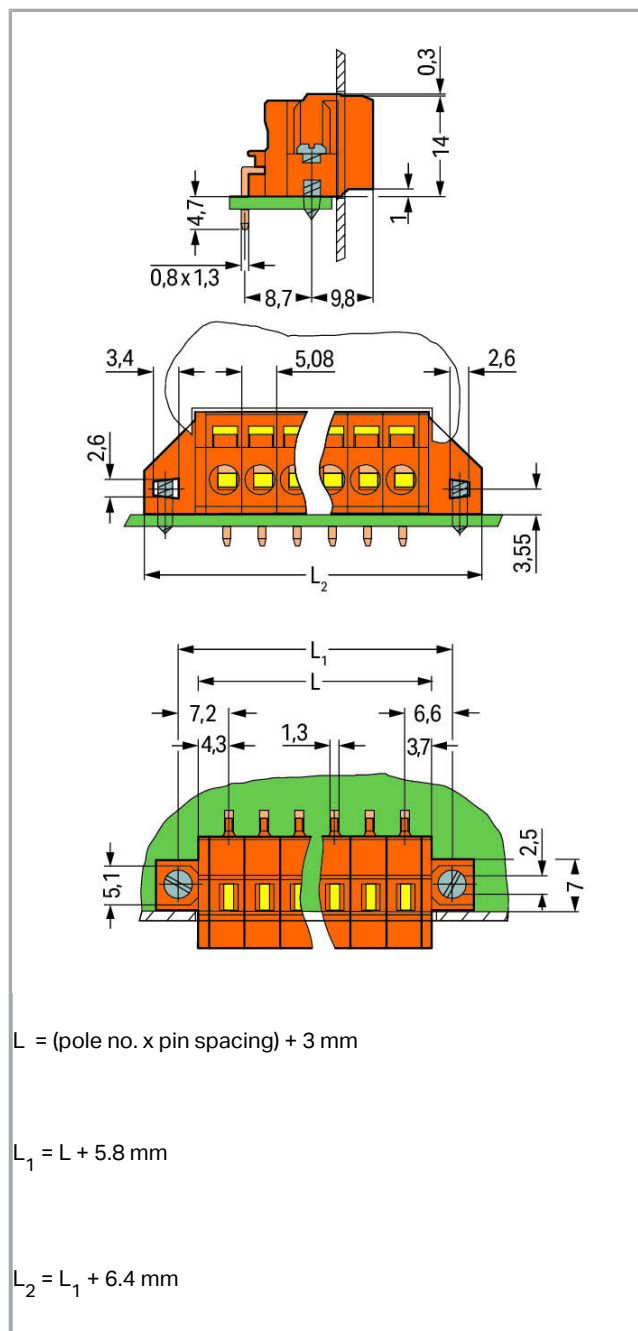 0,3
14
1
4,7
0,8 x 1,3
8,7
9,8
3,4
5,08
2,6
2,6
3,55
L2
L1
L
7,2
6,6
4,3
1,3
3,7
2,5
5,1
7
L = (pole no. x pin spacing) + 3 mm
L1 = L + 5.8 mm
L2 = L1 + 6.4 mm